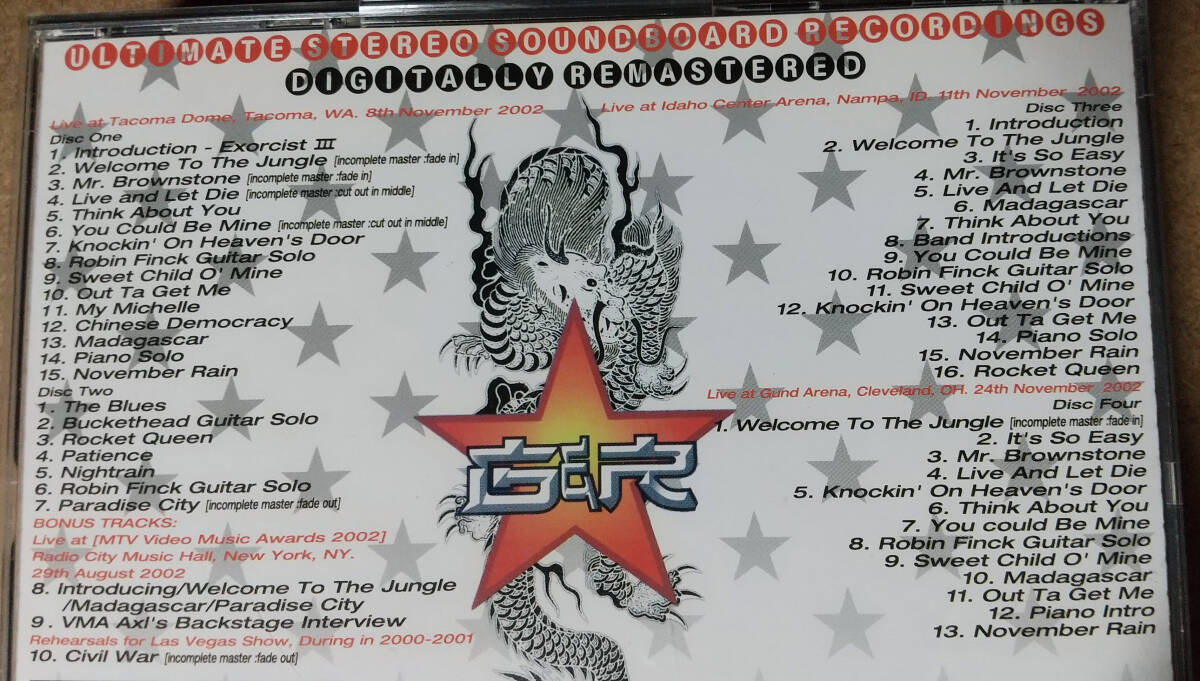 ULTIMATE STEREO SOUNDBOARD RECORDINGS
DIGITALLY REMASTERED
Live at Tacoma Dome, Tacoma, WA. 8th November 2002
Disc One
1. Introduction - Exorcist III
2. Welcome To The Jungle [incomplete master :fade in]
3. Mr. Brownstone [incomplete master :fade in]
4. Live and Let Die [incomplete master :cut out in middle]
5. Think About You
6. You Could Be Mine [incomplete master :cut out in middle]
7. Knockin' On Heaven's Door
8. Robin Finck Guitar Solo
9. Sweet Child O' Mine
10. Out Ta Get Me
11. My Michelle
12. Chinese Democracy
13. Madagascar
14. Piano Solo
15. November Rain
Disc Two
1. The Blues
2. Buckethead Guitar Solo
3. Rocket Queen
4. Patience
5. Nightrain
6. Robin Finck Guitar Solo
7. Paradise City [incomplete master :fade out]
BONUS TRACKS:
Live at [MTV Video Music Awards 2002]
Radio City Music Hall, New York, NY.
29th August 2002
8. Introducing/Welcome To The Jungle
/Madagascar/Paradise City
9. VMA Axl's Backstage Interview
Rehearsals for Las Vegas Show, During in 2000-2001
10. Civil War [incomplete master :fade out]
G&R
Live at Idaho Center Arena, Nampa, ID. 11th November 2002
Disc Three
1. Introduction
2. Welcome To The Jungle
3. It's So Easy
4. Mr. Brownstone
5. Live And Let Die
6. Madagascar
7. Think About You
8. Band Introductions
9. You Could Be Mine
10. Robin Finck Guitar Solo
11. Sweet Child O' Mine
12. Knockin' On Heaven's Door
13. Out Ta Get Me
14. Piano Solo
15. November Rain
16. Rocket Queen
Live at Gund Arena, Cleveland, OH. 24th November 2002
Disc Four
1. Welcome To The Jungle [incomplete master :fade in]
2. It's So Easy
3. Mr. Brownstone
4. Live And Let Die
5. Knockin' On Heaven's Door
6. Think About You
7. You could Be Mine
8. Robin Finck Guitar Solo
9. Sweet Child O' Mine
10. Madagascar
11. Out Ta Get Me
12. Piano Intro
13. November Rain